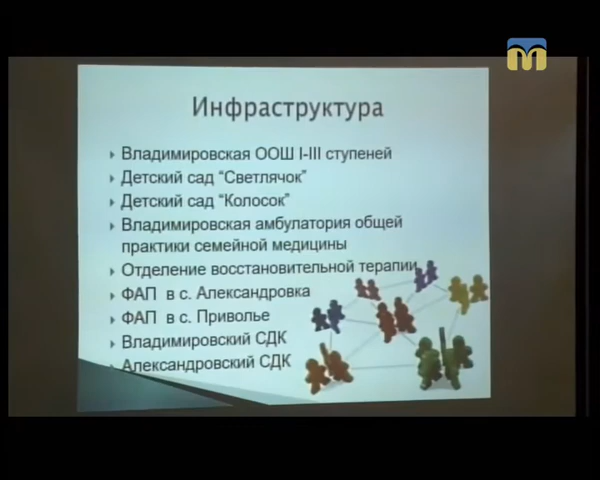 Инфраструктура
Владимировская ООШ I-III ступеней
Детский сад “Светлячок”
Детский сад “Колосок”
Владимировская амбулатория общей
практики семейной медицины
Отделение восстановительной терапии
ФАП в с. Александровка
ФАП в с. Приволье
Владимировский СДК
Александровский СДК